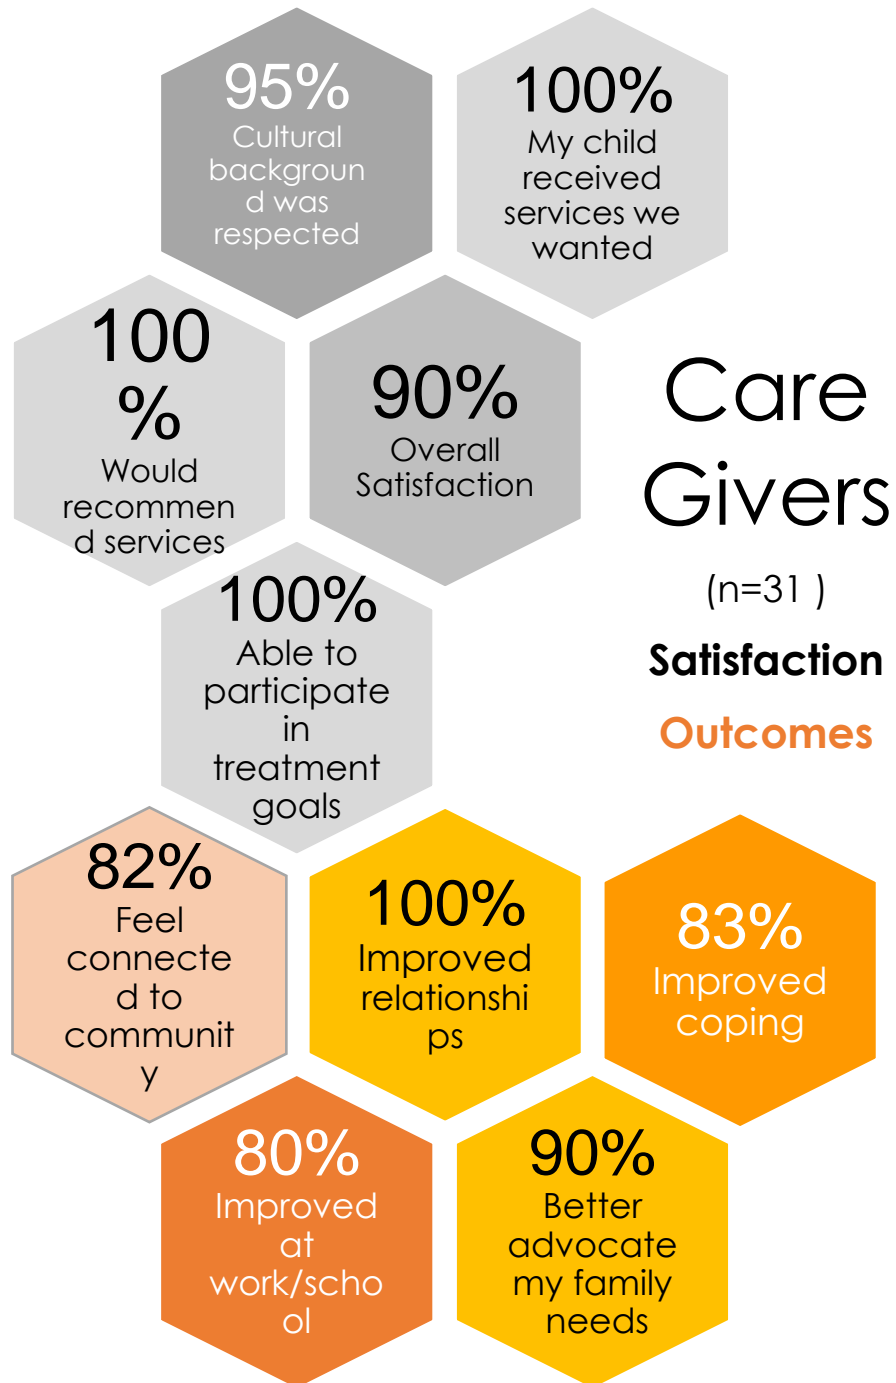 95%
Cultural
backgroun
d was
respected
100%
My child
received
services we
wanted
100
%
Would
recommen
d services
90%
Overall
Satisfaction
Care
Givers
(n=31 )
Satisfaction
Outcomes
100%
Able to
participate
in
treatment
goals
82%
Feel
connecte
d to
communit
y
100%
Improved
relationshi
ps
83%
Improved
coping
80%
Improved
at
work/scho
ol
90%
Better
advocate
my family
needs